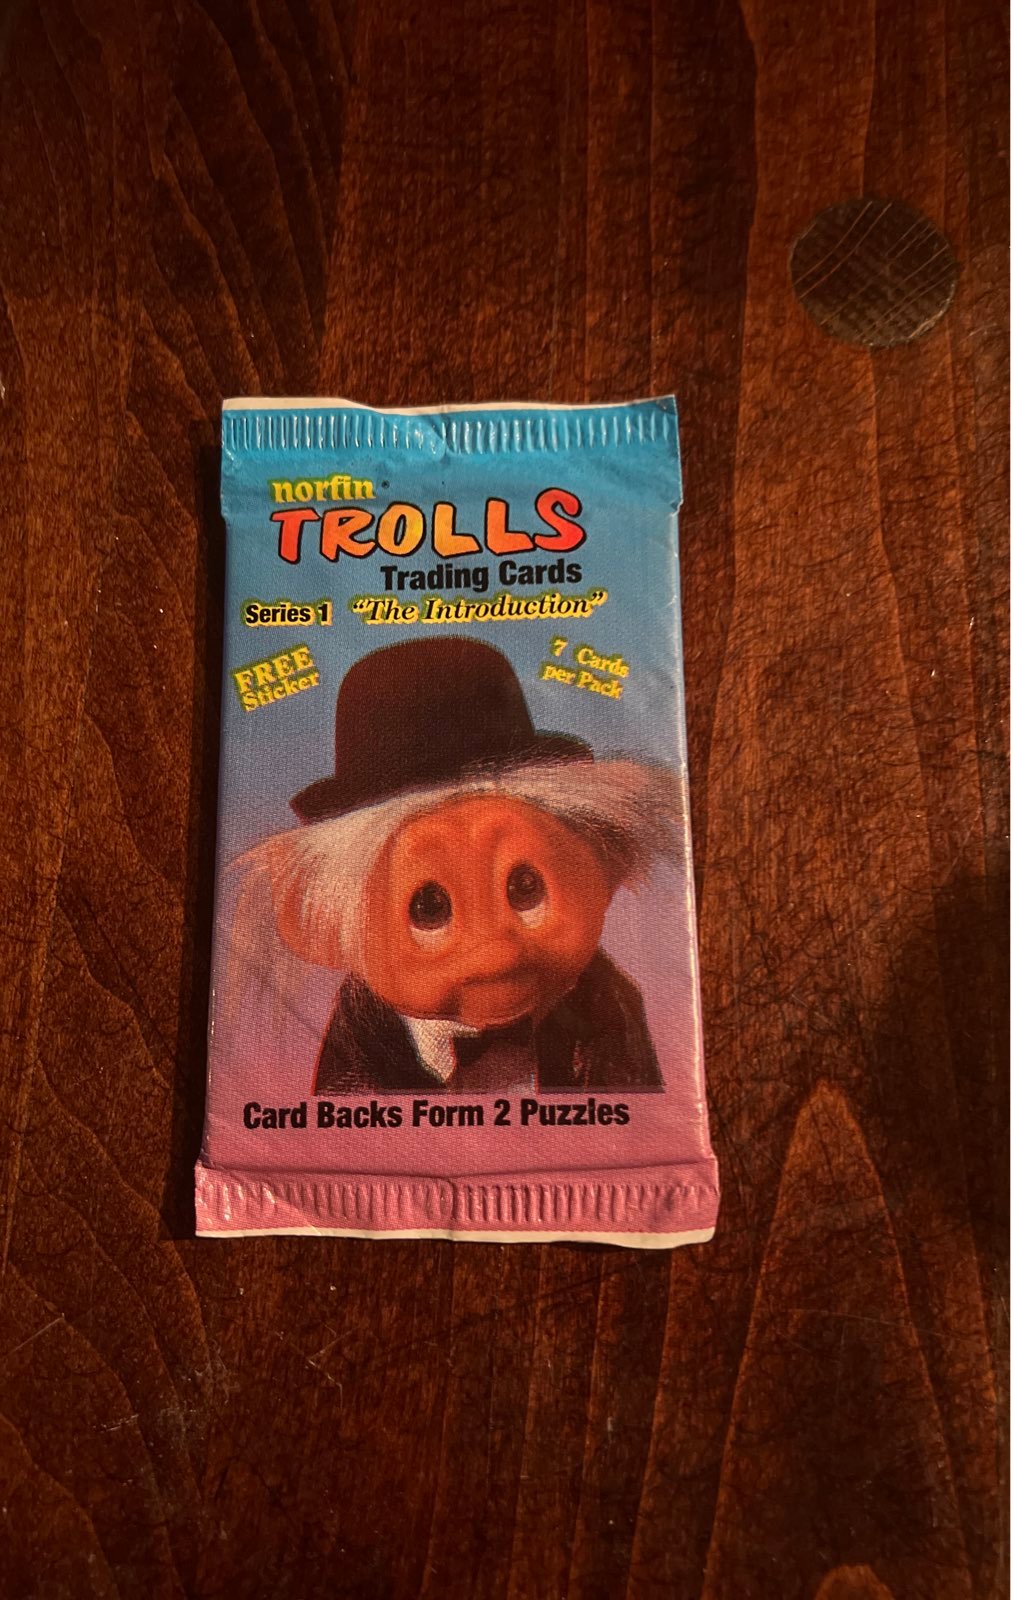 norfin®
TROLLS
Trading Cards
Series 1 "The Introduction"
FREE
Sticker
7 Cards
per Pack
Card Backs Form 2 Puzzles